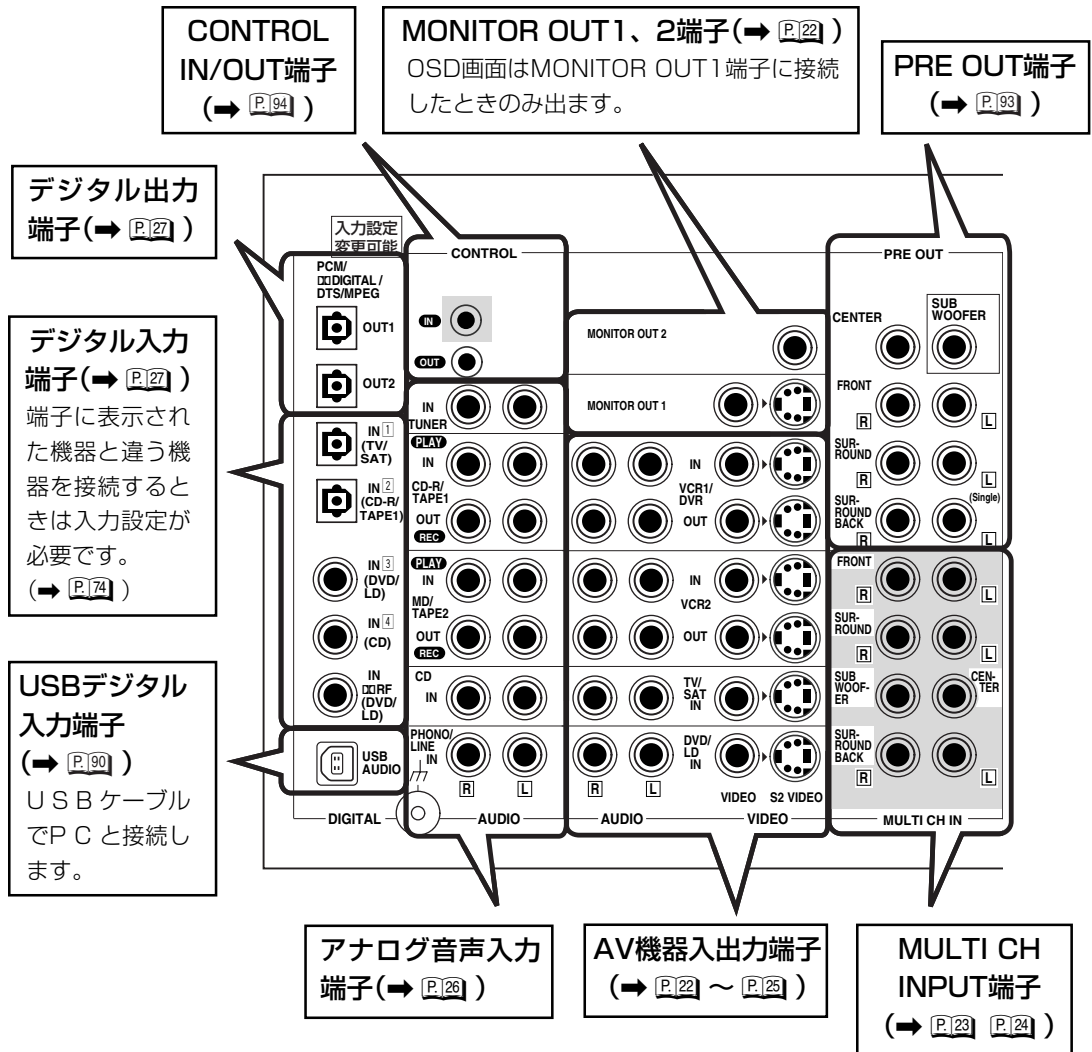 CONTROL
IN/OUT端子
(➡ P.94 )
MONITOR OUT1、2端子(➡ P.22 )
OSD画面はMONITOR OUT1端子に接続
したときのみ出ます。
PRE OUT端子
(➡ P.93 )
デジタル出力
端子(➡ P.27 )
デジタル入力
端子(➡ P.27 )
端子に表示され
た機器と違う機
器を接続すると
きは入力設定が
必要です。
(➡ P.74 )
USBデジタル
入力端子
(➡ P.90 )
USBケーブル
でPCと接続し
ます。
入力設定
変更可能
PCM/
DIGITAL /
DTS/MPEG
OUT1
OUT2
IN 1
(TV/
SAT)
IN 2
(CD-R/
TAPE1)
IN 3
(DVD/
LD)
IN 4
(CD)
IN
RF
(DVD/
LD)
USB
AUDIO
DIGITAL
CONTROL
IN
OUT
IN
TUNER
PLAY
IN
CD-R/
TAPE1
OUT
REC
PLAY
IN
MD/
TAPE2
OUT
REC
CD
IN
PHONO/
LINE
IN
R L
AUDIO
MONITOR OUT 2
MONITOR OUT 1
IN
VCR1/
DVR
OUT
IN
VCR2
OUT
TV/
SAT
IN
DVD/
LD
IN
R L
VIDEO S2 VIDEO
AUDIO VIDEO
PRE OUT
CENTER
SUB
WOOFER
FRONT
R L
SUR-
ROUND
R L
SUR-
ROUND
BACK
(Single)
R L
FRONT
R L
SUR-
ROUND
R L
SUB
WOOF-
ER
CEN-
TER
SUR-
ROUND
BACK
R L
MULTI CH IN
アナログ音声入力
端子(➡ P.26 )
AV機器入出力端子
(➡ P.22 ～ P.25 )
MULTI CH
INPUT端子
(➡ P.23 P.24 )